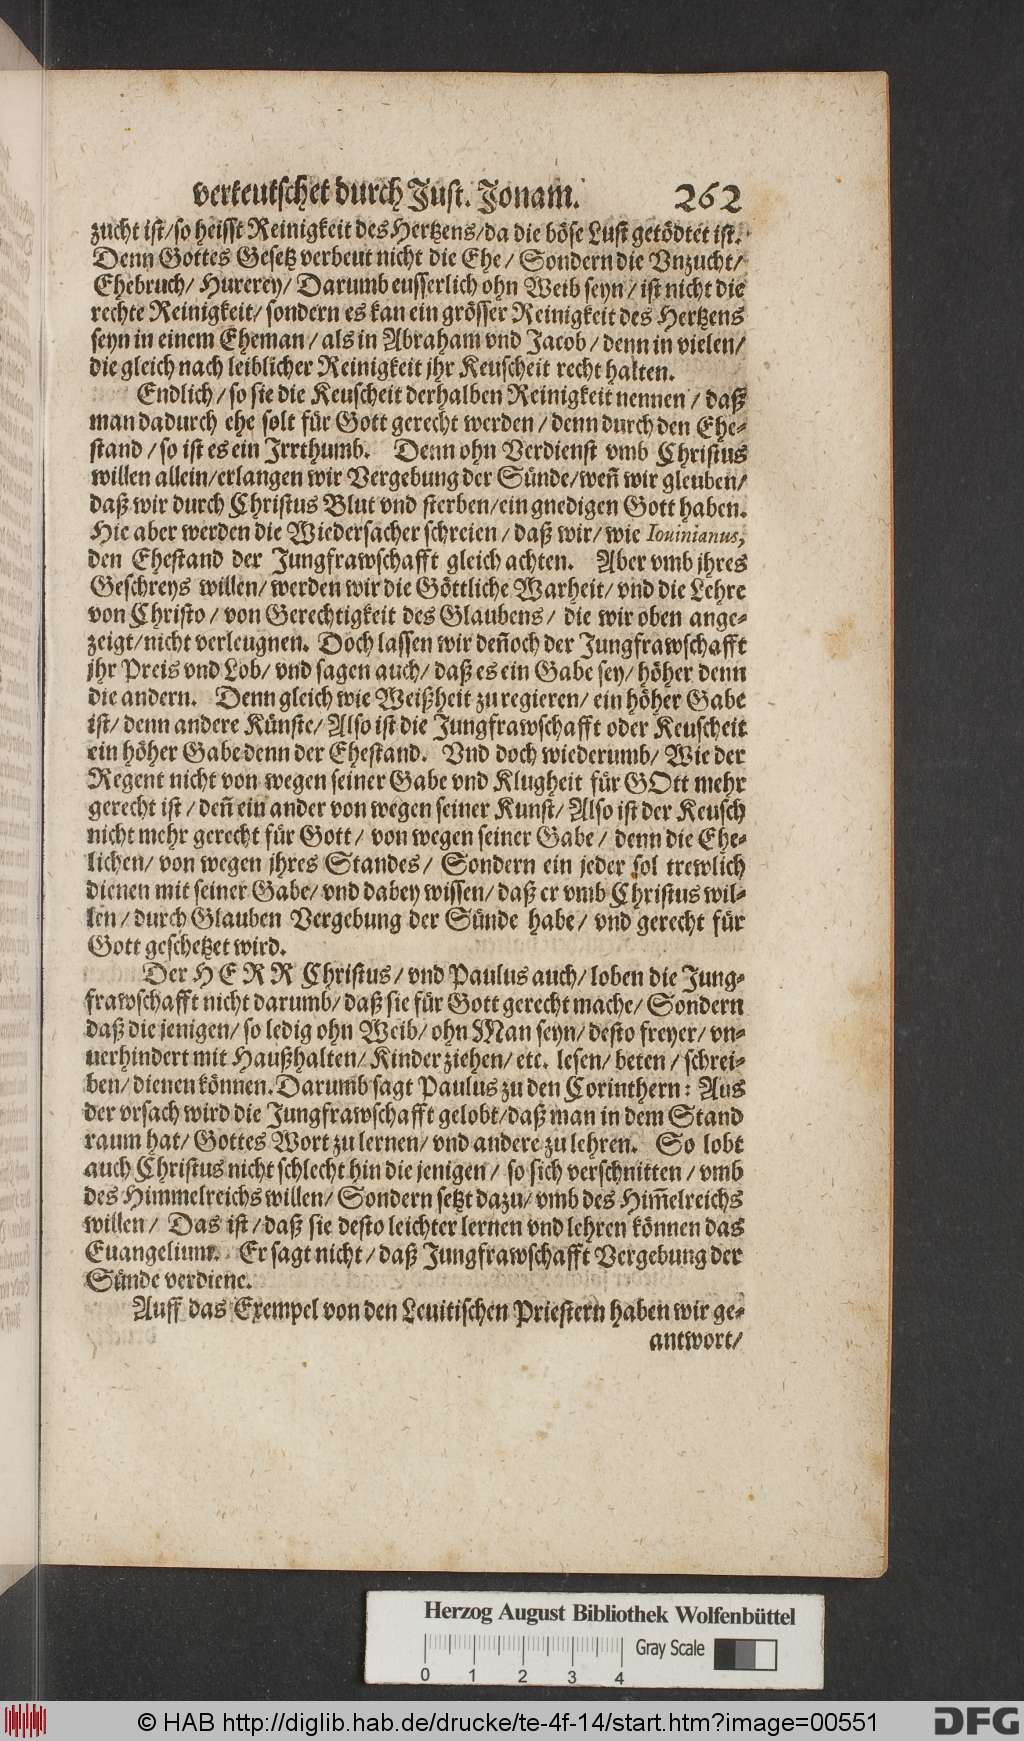 verteutschet durch Just. Jonam. 262
zucht ist/so heisst Reinigkeit des Hertzens/da die böse Lust getödtet ist.
Denn Gottes Gesetz verbeut nicht die Ehe/ Sondern die Vnzucht/
Ehebruch/ Hurerey/ Darumb eusserlich ohn Weib seyn/ ist nicht die
rechte Reinigkeit/ sondern es kan ein grösser Reinigkeit des Hertzens
seyn in einem Eheman/ als in Abraham vnd Jacob/ denn in vielen/
die gleich nach leiblicher Reinigkeit jhr Keuscheit recht halten.
Endlich/ so sie die Keuscheit derhalben Reinigkeit nennen/ daß
man dadurch ehe solt für Gott gerecht werden/ denn durch den Ehe-
stand/ so ist es ein Irrthumb. Denn ohn Verdienst vmb Christus
willen allein/erlangen wir Vergebung der Sünde/weñ wir gleuben/
daß wir durch Christus Blut vnd sterben/ein gnedigen Gott haben.
Hie aber werden die Wiedersacher schreien/ daß wir/ wie Iouinianus,
den Ehestand der Jungfrawschafft gleich achten. Aber vmb jhres
Geschreys willen/ werden wir die Göttliche Warheit/ vnd die Lehre
von Christo/ von Gerechtigkeit des Glaubens/ die wir oben ange-
zeigt/nicht verleugnen. Doch lassen wir deñoch der Jungfrawschafft
jhr Preis vnd Lob/ vnd sagen auch/ daß es ein Gabe sey/ höher denn
die andern. Denn gleich wie Weißheit zu regieren/ ein höher Gabe
ist/ denn andere Künste/ Also ist die Jungfrawschafft oder Keuscheit
ein höher Gabe denn der Ehestand. Vnd doch wiederumb/ Wie der
Regent nicht von wegen seiner Gabe vnd Klugheit für GOtt mehr
gerecht ist/ deñ ein ander von wegen seiner Kunst/ Also ist der Keusch
nicht mehr gerecht für Gott/ von wegen seiner Gabe/ denn die Ehe-
lichen/ von wegen jhres Standes/ Sondern ein jeder sol trewlich
dienen mit seiner Gabe/ vnd dabey wissen/ daß er vmb Christus wil-
len/ durch Glauben Vergebung der Sünde habe/ vnd gerecht für
Gott geschetzet wird.
Der HERR Christus/ vnd Paulus auch/ loben die Jung-
frawschafft nicht darumb/ daß sie für Gott gerecht mache/ Sondern
daß die jenigen/ so ledig ohn Weib/ ohn Man seyn/ desto freyer/ vn-
uerhindert mit Haußhalten/ Kinder ziehen/ etc. lesen/ beten/ schrei-
ben/ dienen können. Darumb sagt Paulus zu den Corinthern: Aus
der vrsach wird die Jungfrawschafft gelobt/daß man in dem Stand
raum hat/ Gottes Wort zu lernen/ vnd andere zu lehren. So lobt
auch Christus nicht schlecht hin die jenigen/ so sich verschnitten/ vmb
des Himmelreichs willen/ Sondern setzt dazu/ vmb des Him̃elreichs
willen/ Das ist/ daß sie desto leichter lernen vnd lehren können das
Euangelium. Er sagt nicht/ daß Jungfrawschafft Vergebung der
Sünde verdiene.
Auff das Exempel von den Leuitischen Priestern haben wir ge-
antwort/
Herzog August Bibliothek Wolfenbüttel
Gray Scale
0 1 2 3 4
© HAB http://diglib.hab.de/drucke/te-4f-14/start.htm?image=00551
DFG